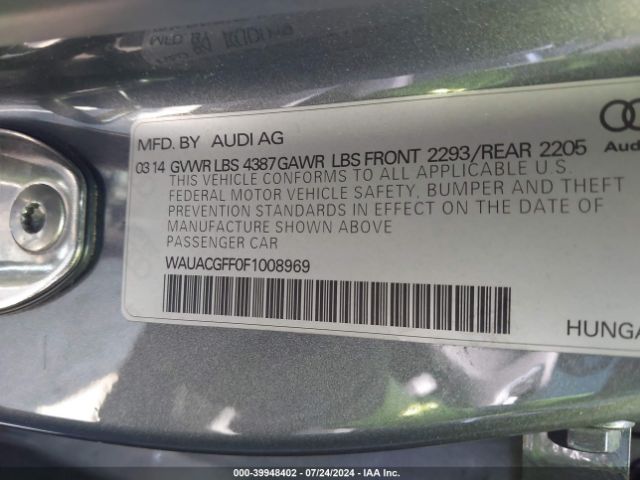 MFD. BY AUDI AG
Aud
03 14 GVWR LBS 4387 GAWR LBS FRONT 2293/REAR 2205
THIS VEHICLE CONFORMS TO ALL APPLICABLE U.S.
FEDERAL MOTOR VEHICLE SAFETY, BUMPER AND THEFT
PREVENTION STANDARDS IN EFFECT ON THE DATE OF
MANUFACTURE SHOWN ABOVE
PASSENGER CAR
WAUACGFF0F1008969
HUNGA
000-39948402 - 07/24/2024 - IAA Inc.